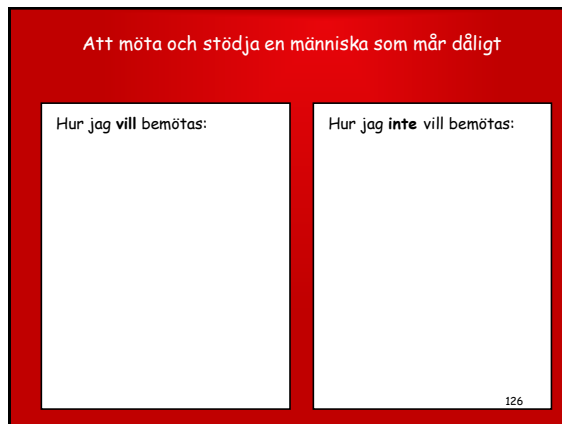 Att möta och stödja en människa som mår dåligt
Hur jag vill bemötas:
Hur jag inte vill bemötas:
126